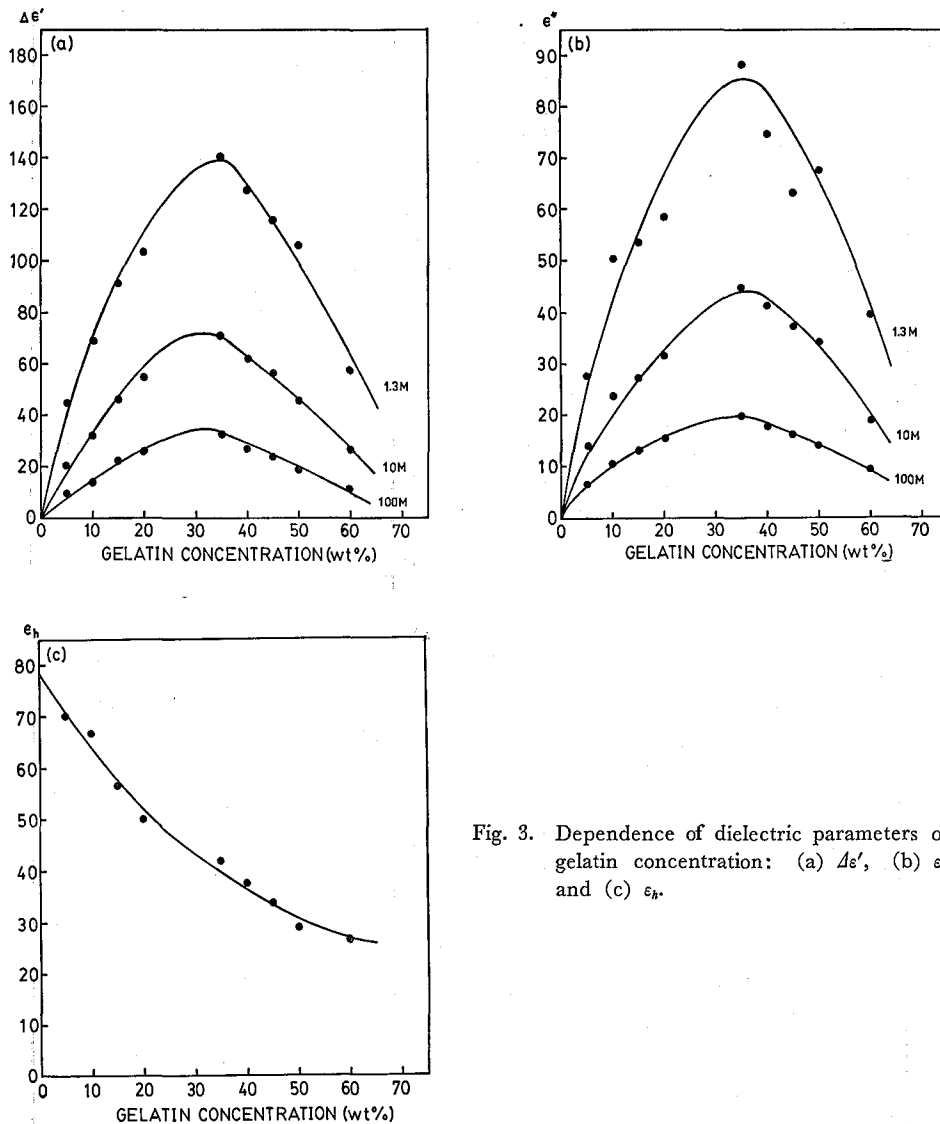 Δε′
(a)
180
160
140
120
100
80
60
40
20
0
1.3M
10M
100M
0 10 20 30 40 50 60 70
GELATIN CONCENTRATION (wt%)
ε″
(b)
90
80
70
60
50
40
30
20
10
0
1.3M
10M
100M
0 10 20 30 40 50 60 70
GELATIN CONCENTRATION (wt%)
εh
(c)
80
70
60
50
40
30
20
10
0
0 10 20 30 40 50 60 70
GELATIN CONCENTRATION (wt%)
Fig. 3. Dependence of dielectric parameters o
gelatin concentration: (a) Δε′, (b) ε
and (c) εh.